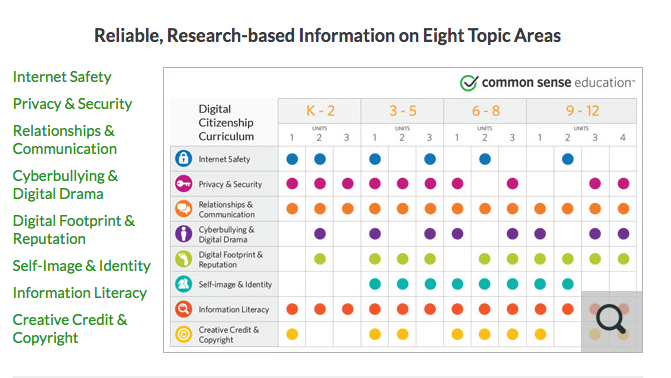 Reliable, Research-based Information on Eight Topic Areas
Internet Safety
Privacy & Security
Relationships &
Communication
Cyberbullying &
Digital Drama
Digital Footprint &
Reputation
Self-Image & Identity
Information Literacy
Creative Credit &
Copyright
common sense education™
Digital
Citizenship
Curriculum
K - 2 3 - 5 6 - 8 9 - 12
UNITS UNITS UNITS UNITS
1 2 3 1 2 3 1 2 3 1 2 3 4
Internet Safety
Privacy & Security
Relationships &
Communication
Cyberbullying &
Digital Drama
Digital Footprint &
Reputation
Self-image & Identity
Information Literacy
Creative Credit &
Copyright